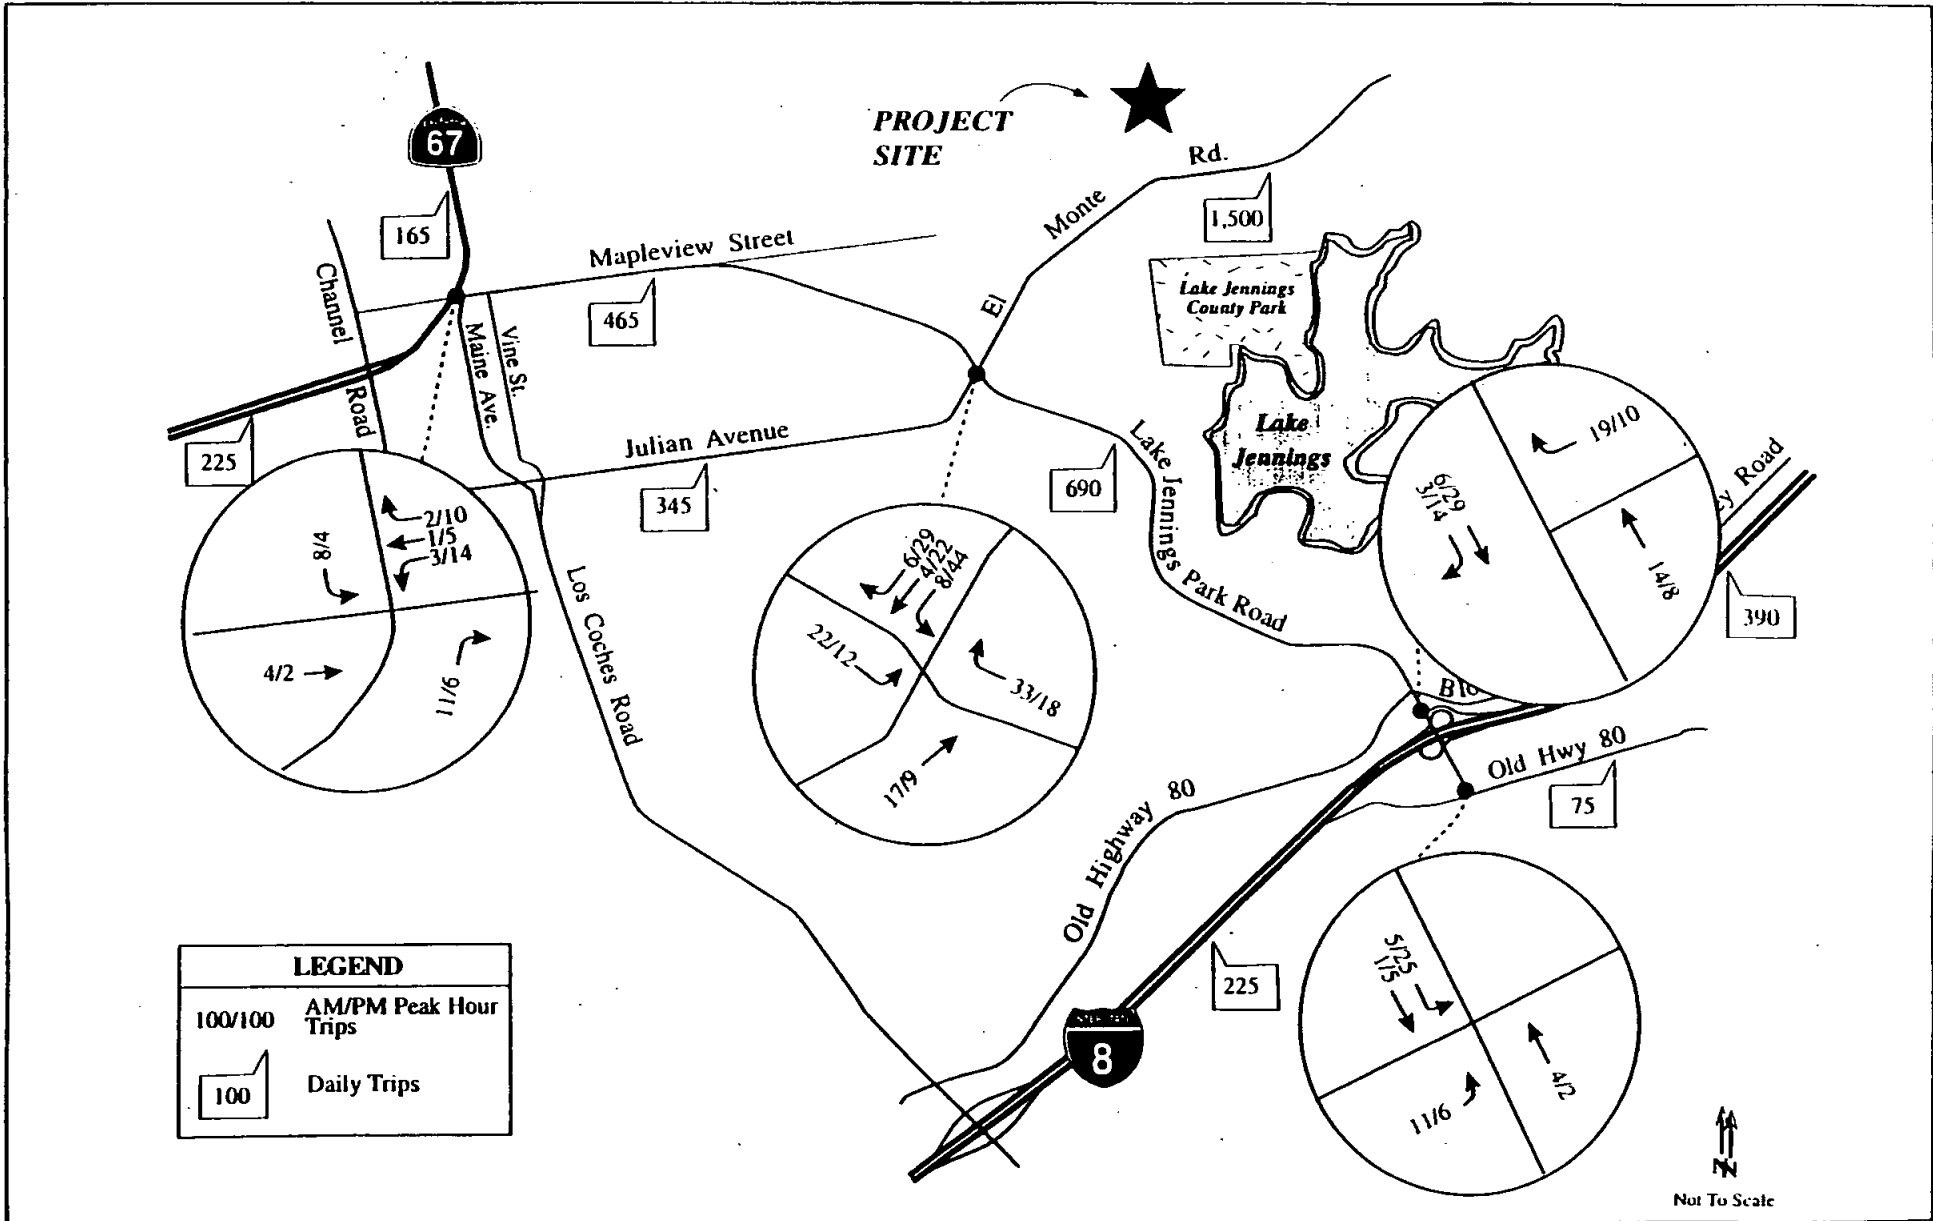 67
PROJECT
SITE
Rd.
Monte
El
1,500
165
Channel
Road
Mapleview Street
465
Lake Jennings
County Park
Maine Ave.
Vine St.
Julian Avenue
345
225
690
Lake Jennings Park Road
Lake
Jennings
19/10
6/29
3/14
14/8
Road
390
2/10
1/5
3/14
8/4
4/2
11/6
Los Coches Road
6/29
4/22
8/44
22/12
33/18
17/9
Old Hwy 80
75
Old Highway 80
225
8
5/25
1/5
11/6
4/2
LEGEND
100/100 AM/PM Peak Hour
Trips
100 Daily Trips
N
Not To Scale